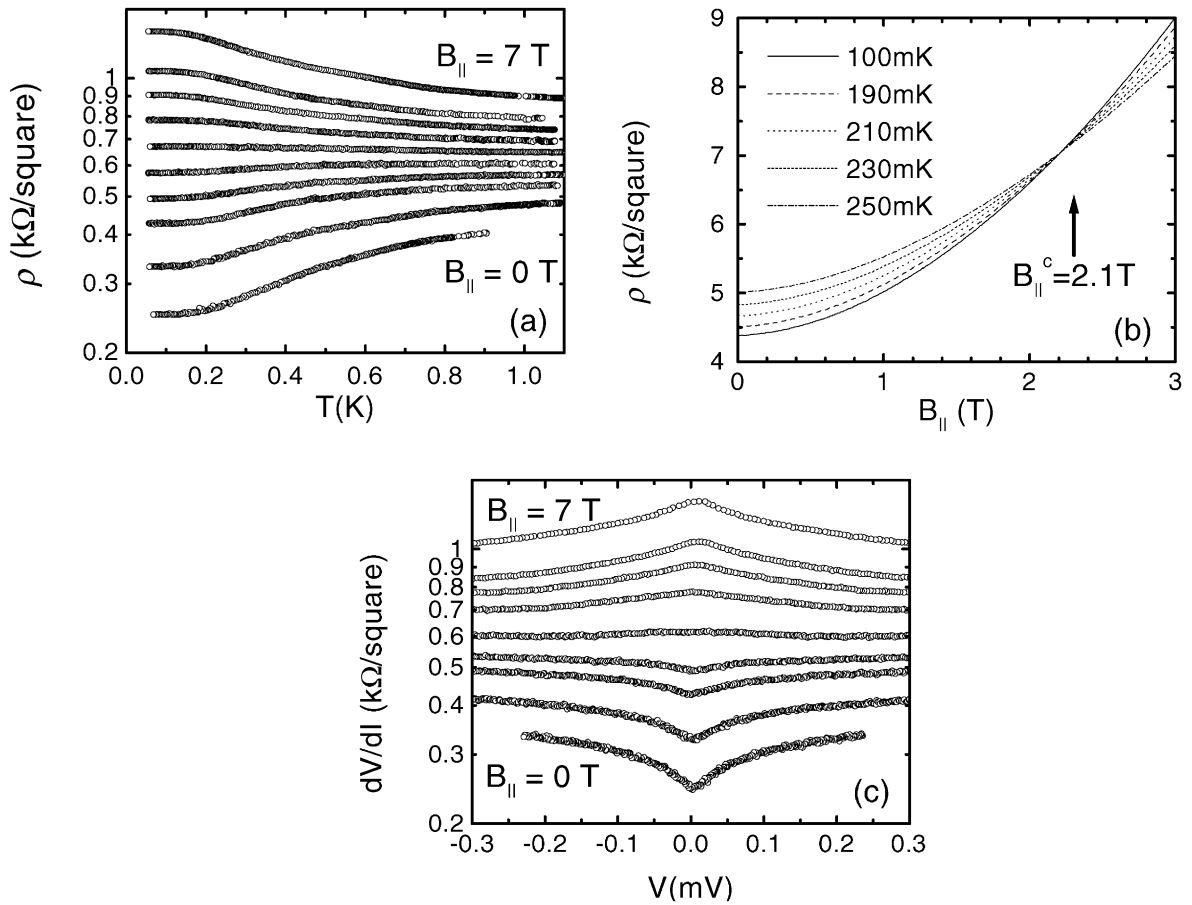 1
0.9
0.8
0.7
0.6
0.5
0.4
0.3
0.2
ρ (kΩ/square)
B|| = 7 T
B|| = 0 T
(a)
0.0 0.2 0.4 0.6 0.8 1.0
T(K)
9
8
7
6
5
4
ρ (kΩ/sqaure)
100mK
190mK
210mK
230mK
250mK
B||c=2.1T
(b)
0 1 2 3
B|| (T)
1
0.9
0.8
0.7
0.6
0.5
0.4
0.3
0.2
dV/dI (kΩ/square)
B|| = 7 T
B|| = 0 T
(c)
-0.3 -0.2 -0.1 0.0 0.1 0.2 0.3
V(mV)